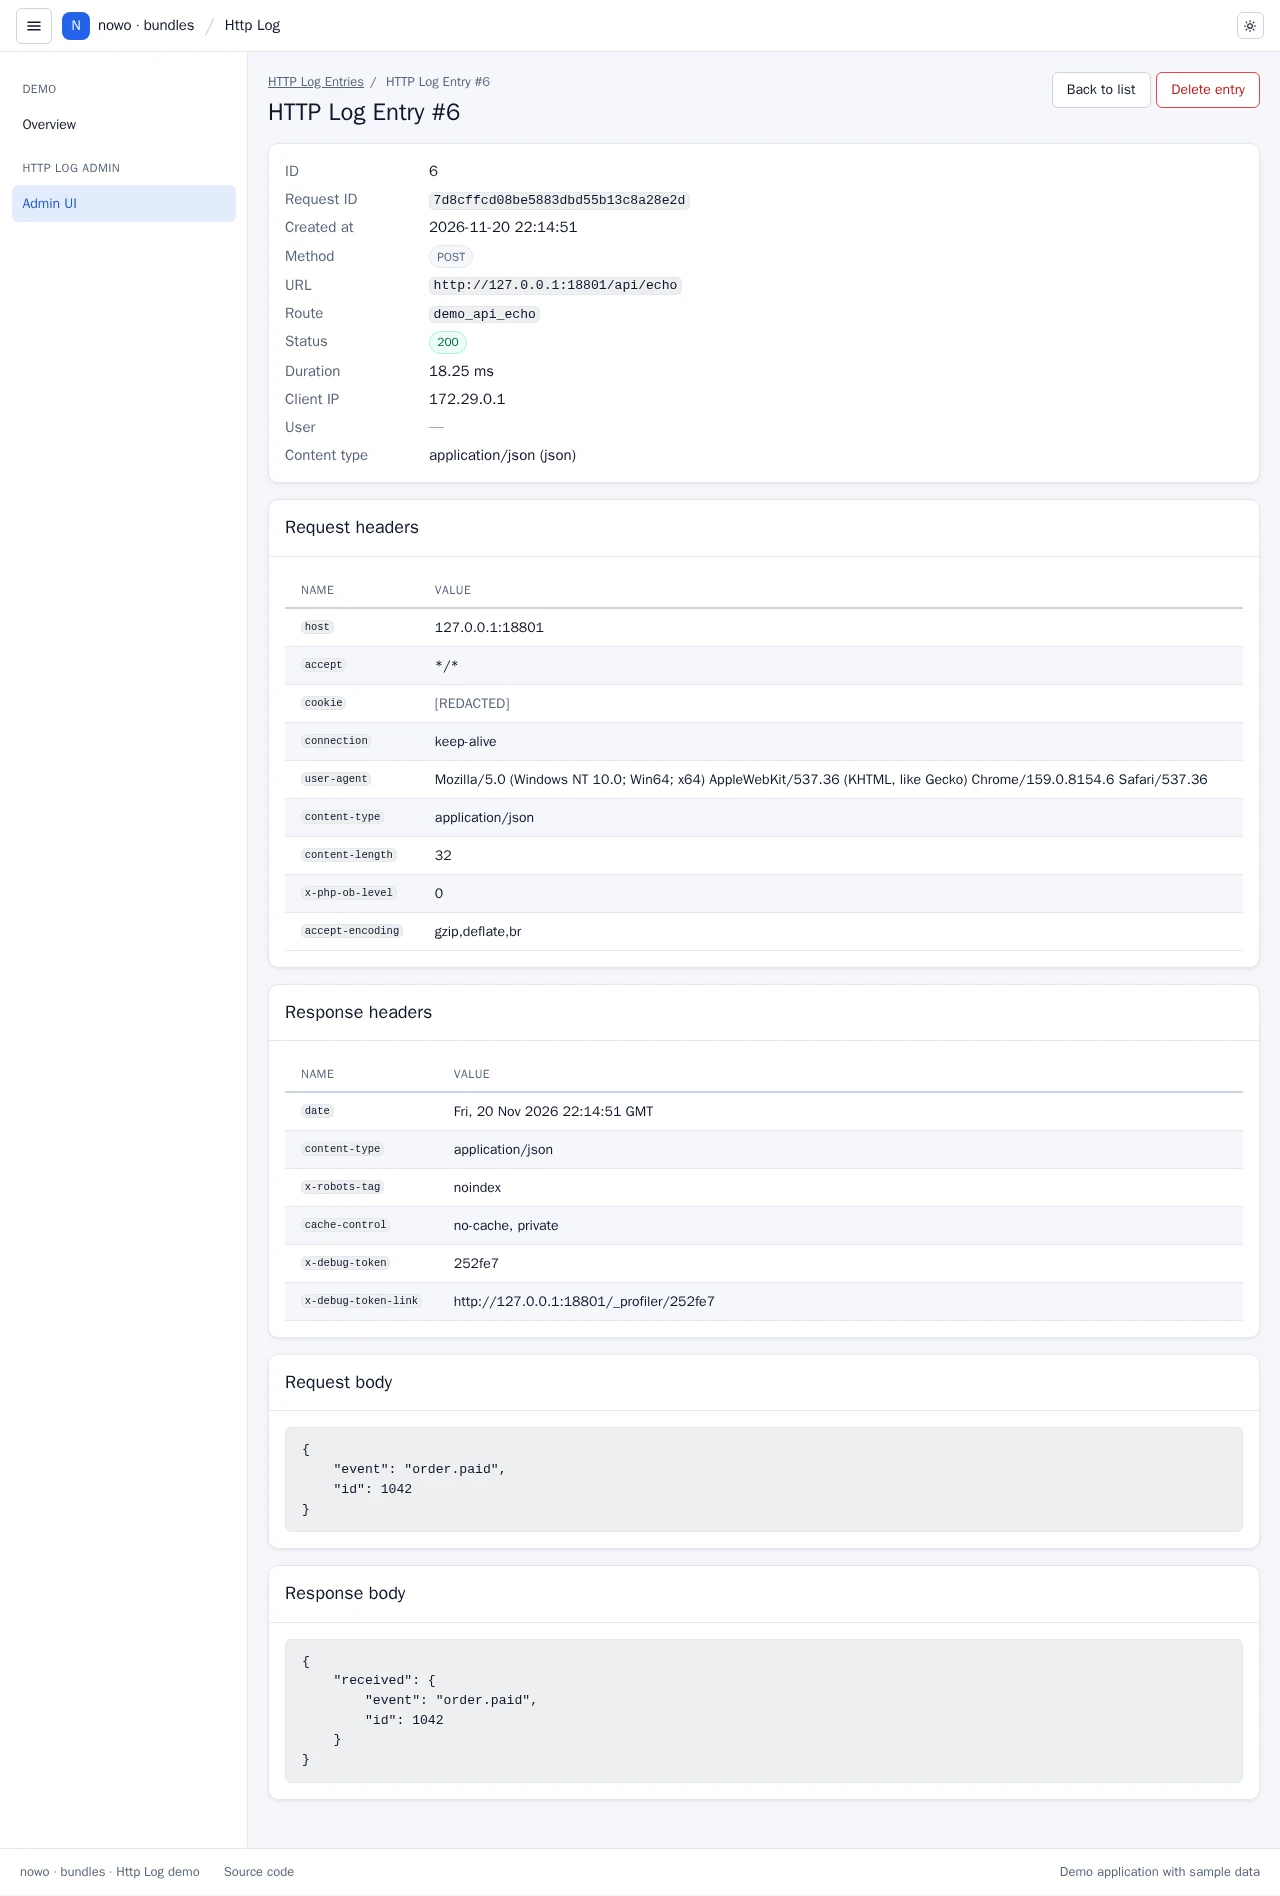 N nowo · bundles / Http Log
DEMO
Overview
HTTP LOG ADMIN
Admin UI
HTTP Log Entries / HTTP Log Entry #6
HTTP Log Entry #6
Back to list
Delete entry
ID 6
Request ID 7d8cffcd08be5883dbd55b13c8a28e2d
Created at 2026-11-20 22:14:51
Method POST
URL http://127.0.0.1:18801/api/echo
Route demo_api_echo
Status 200
Duration 18.25 ms
Client IP 172.29.0.1
User —
Content type application/json (json)
Request headers
NAME VALUE
host 127.0.0.1:18801
accept */*
cookie [REDACTED]
connection keep-alive
user-agent Mozilla/5.0 (Windows NT 10.0; Win64; x64) AppleWebKit/537.36 (KHTML, like Gecko) Chrome/159.0.8154.6 Safari/537.36
content-type application/json
content-length 32
x-php-ob-level 0
accept-encoding gzip,deflate,br
Response headers
NAME VALUE
date Fri, 20 Nov 2026 22:14:51 GMT
content-type application/json
x-robots-tag noindex
cache-control no-cache, private
x-debug-token 252fe7
x-debug-token-link http://127.0.0.1:18801/_profiler/252fe7
Request body
{
    "event": "order.paid",
    "id": 1042
}
Response body
{
    "received": {
        "event": "order.paid",
        "id": 1042
    }
}
nowo · bundles · Http Log demo Source code Demo application with sample data